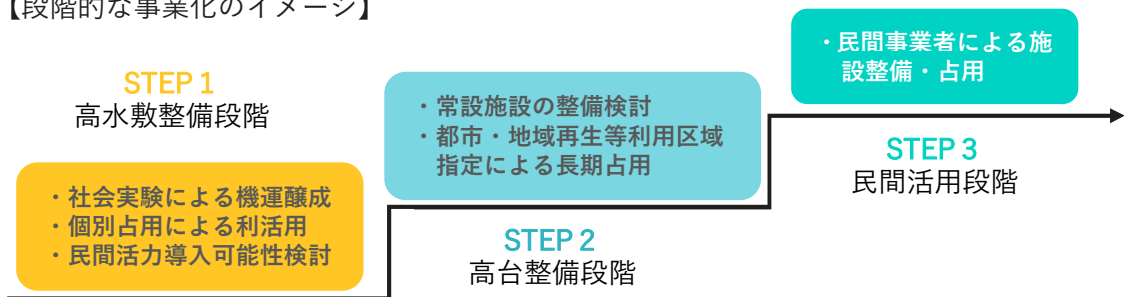 【段階的な事業化のイメージ】
STEP 1
高水敷整備段階
・社会実験による機運醸成
・個別占用による利活用
・民間活力導入可能性検討
・常設施設の整備検討
・都市・地域再生等利用区域
指定による長期占用
STEP 2
高台整備段階
・民間事業者による施
設整備・占用
STEP 3
民間活用段階